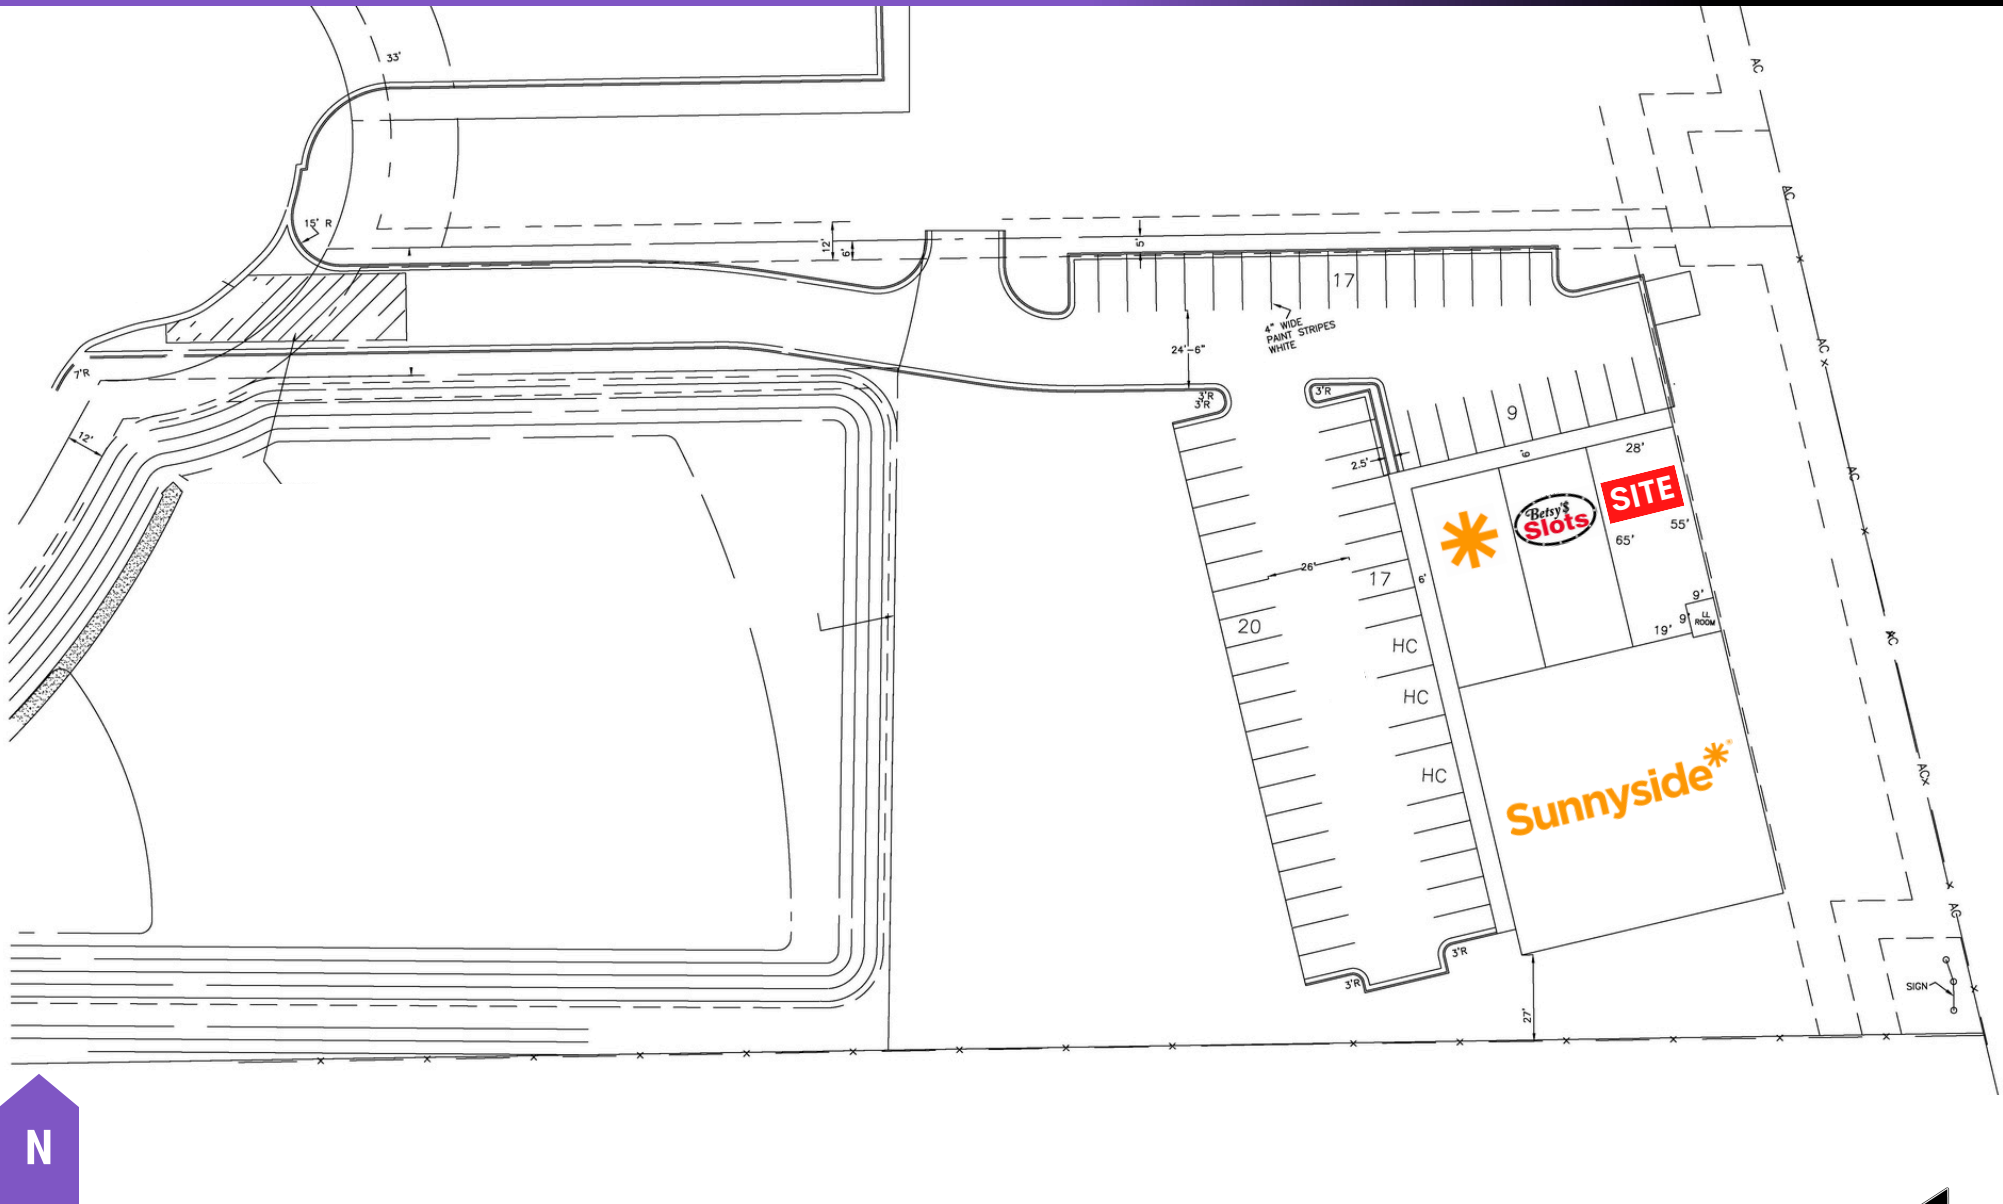 33'
AC
AC
15' R
12'
6'
5'
17
4" WIDE
PAINT STRIPES
WHITE
24'-6"
AC
7'R
3'R
3'R
3'R
9
12'
2.5'
6'
28'
SITE
AC
Betsy's
Slots
55'
65'
26'
17
6'
9'
9'
LL
ROOM
19'
20
HC
AC
HC
HC
AC
Sunnyside
AC
3'R
3'R
SIGN
27'
N